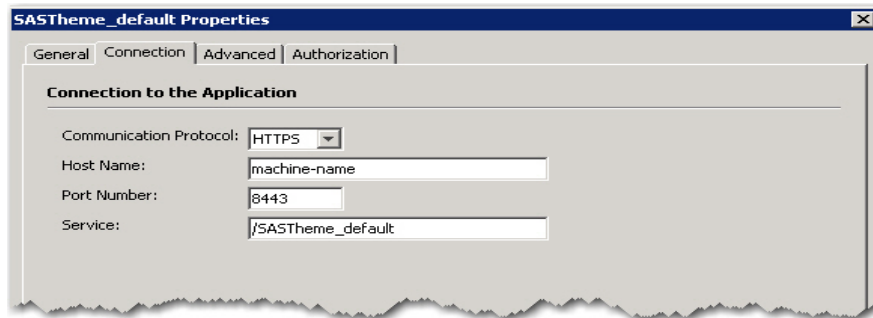 SASTheme_default Properties
General Connection Advanced Authorization
Connection to the Application
Communication Protocol: HTTPS
Host Name: machine-name
Port Number: 8443
Service: /SASTheme_default